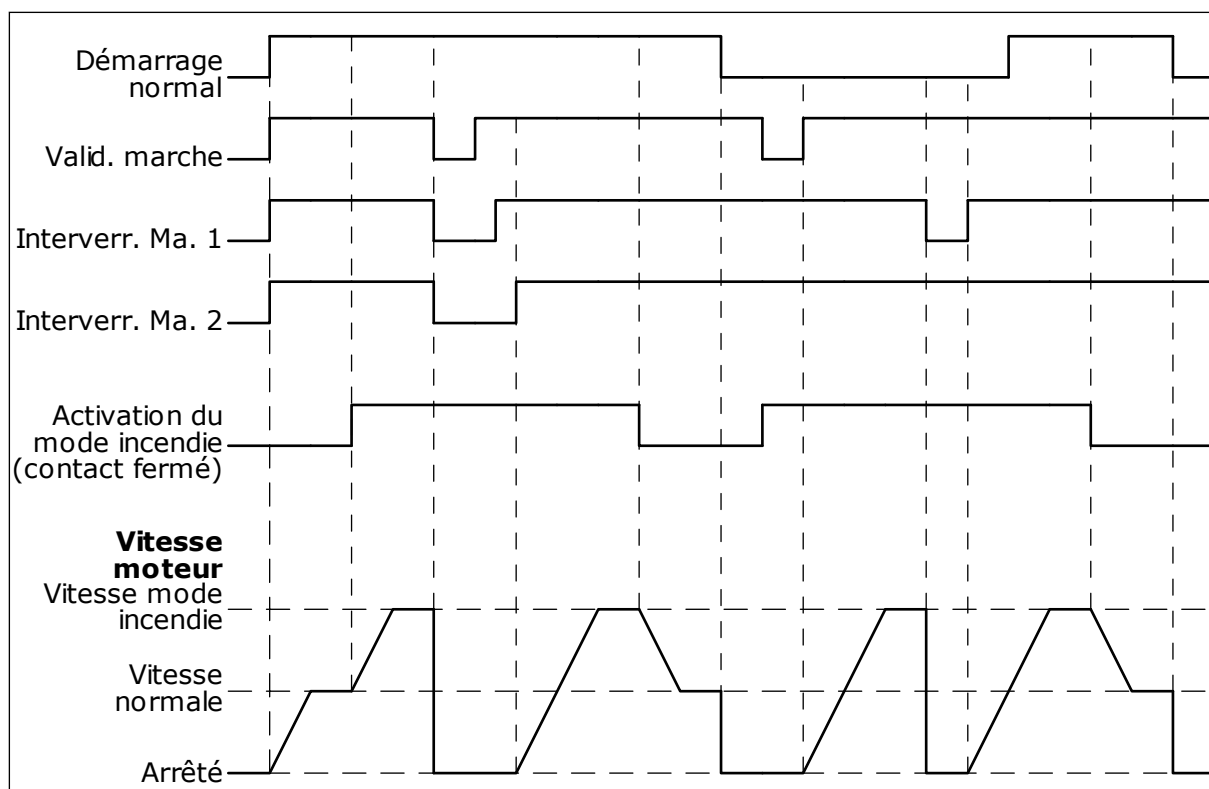 Démarrage
normal
Valid. marche
Interverr. Ma. 1
Interverr. Ma. 2
Activation du
mode incendie
(contact fermé)
Vitesse
moteur
Vitesse mode
incendie
Vitesse
normale
Arrêté